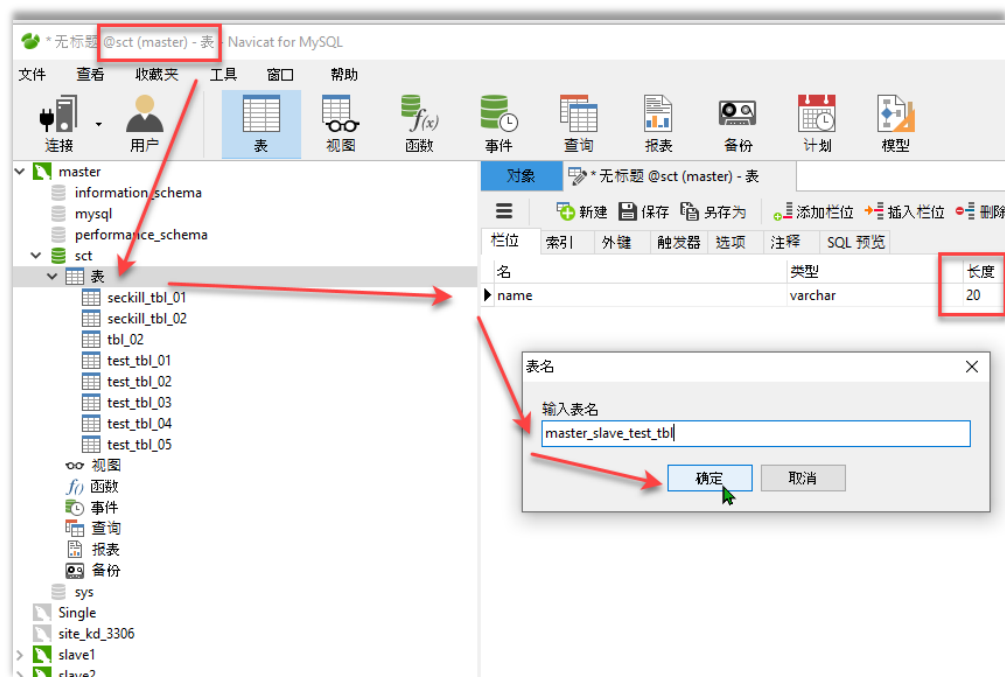 * 无标题 @sct (master) - 表 - Navicat for MySQL
文件 查看 收藏夹 工具 窗口 帮助
连接 用户 表 视图 函数 事件 查询 报表 备份 计划 模型
master
information_schema
mysql
performance_schema
sct
表
seckill_tbl_01
seckill_tbl_02
tbl_02
test_tbl_01
test_tbl_02
test_tbl_03
test_tbl_04
test_tbl_05
视图
函数
事件
查询
报表
备份
sys
Single
site_kd_3306
slave1
slave2
对象 * 无标题 @sct (master) - 表
新建 保存 另存为 添加栏位 插入栏位 删除
栏位 索引 外键 触发器 选项 注释 SQL 预览
名 类型 长度
name varchar 20
表名
输入表名
master_slave_test_tbl
确定 取消